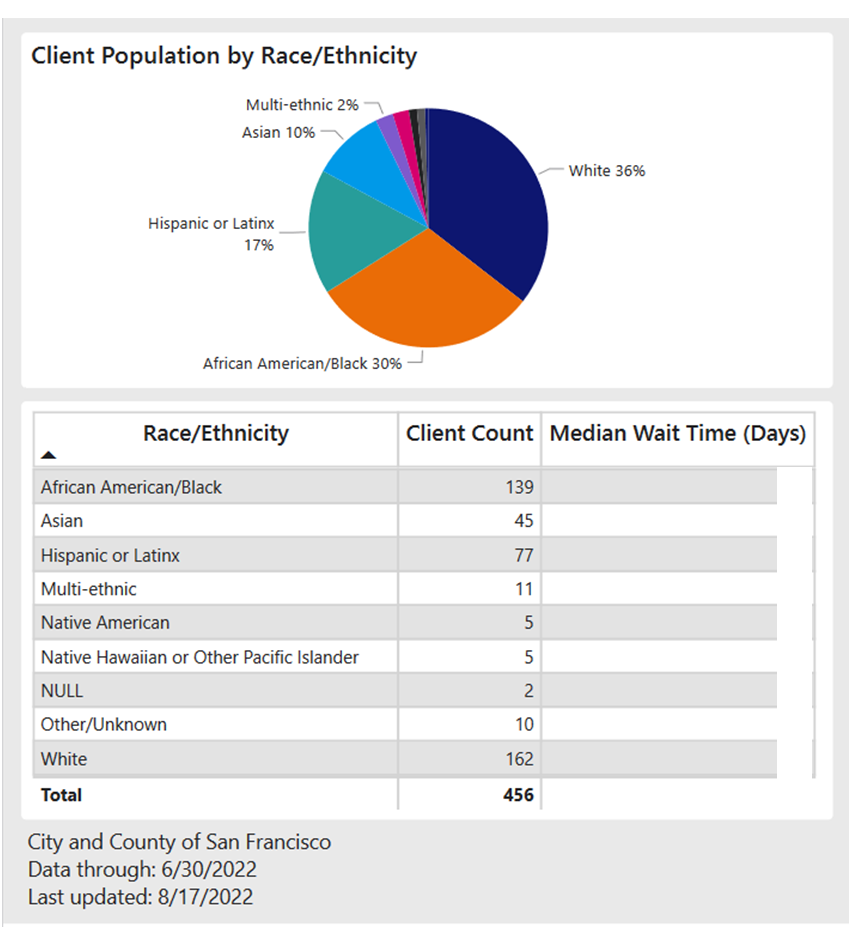 Client Population by Race/Ethnicity
Multi-ethnic 2%
Asian 10%
White 36%
Hispanic or Latinx
17%
African American/Black 30%
Race/Ethnicity Client Count Median Wait Time (Days)
African American/Black 139
Asian 45
Hispanic or Latinx 77
Multi-ethnic 11
Native American 5
Native Hawaiian or Other Pacific Islander 5
NULL 2
Other/Unknown 10
White 162
Total 456
City and County of San Francisco
Data through: 6/30/2022
Last updated: 8/17/2022